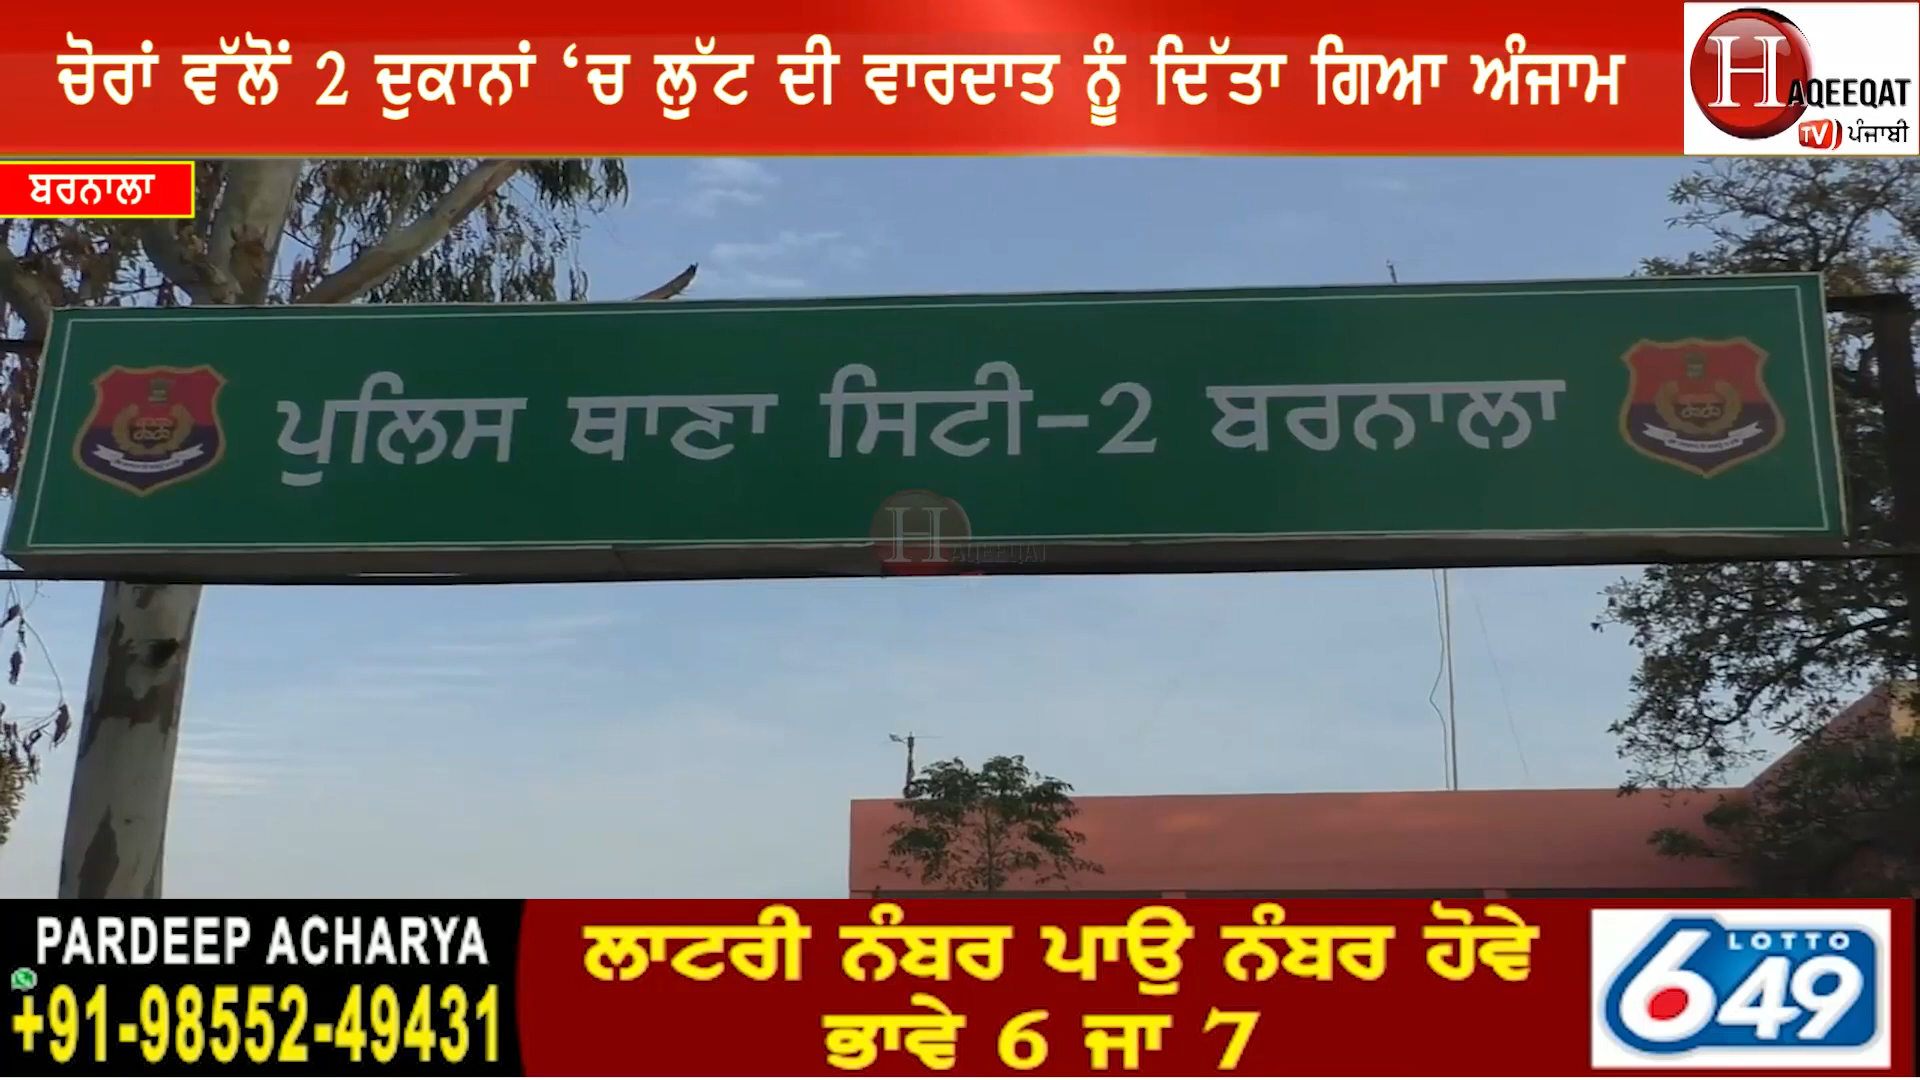 ਚੋਰਾਂ ਵੱਲੋਂ 2 ਦੁਕਾਨਾਂ ‘ਚ ਲੁੱਟ ਦੀ ਵਾਰਦਾਤ ਨੂੰ ਦਿੱਤਾ ਗਿਆ ਅੰਜਾਮ
HAQEEQAT
TV ਪੰਜਾਬੀ
ਬਰਨਾਲਾ
ਪੁਲਿਸ ਥਾਣਾ ਸਿਟੀ-2 ਬਰਨਾਲਾ
HAQEEQAT
PARDEEP ACHARYA
+91-98552-49431
ਲਾਟਰੀ ਨੰਬਰ ਪਾਉ ਨੰਬਰ ਹੋਵੇ
ਭਾਵੇ 6 ਜਾ 7
LOTTO
649